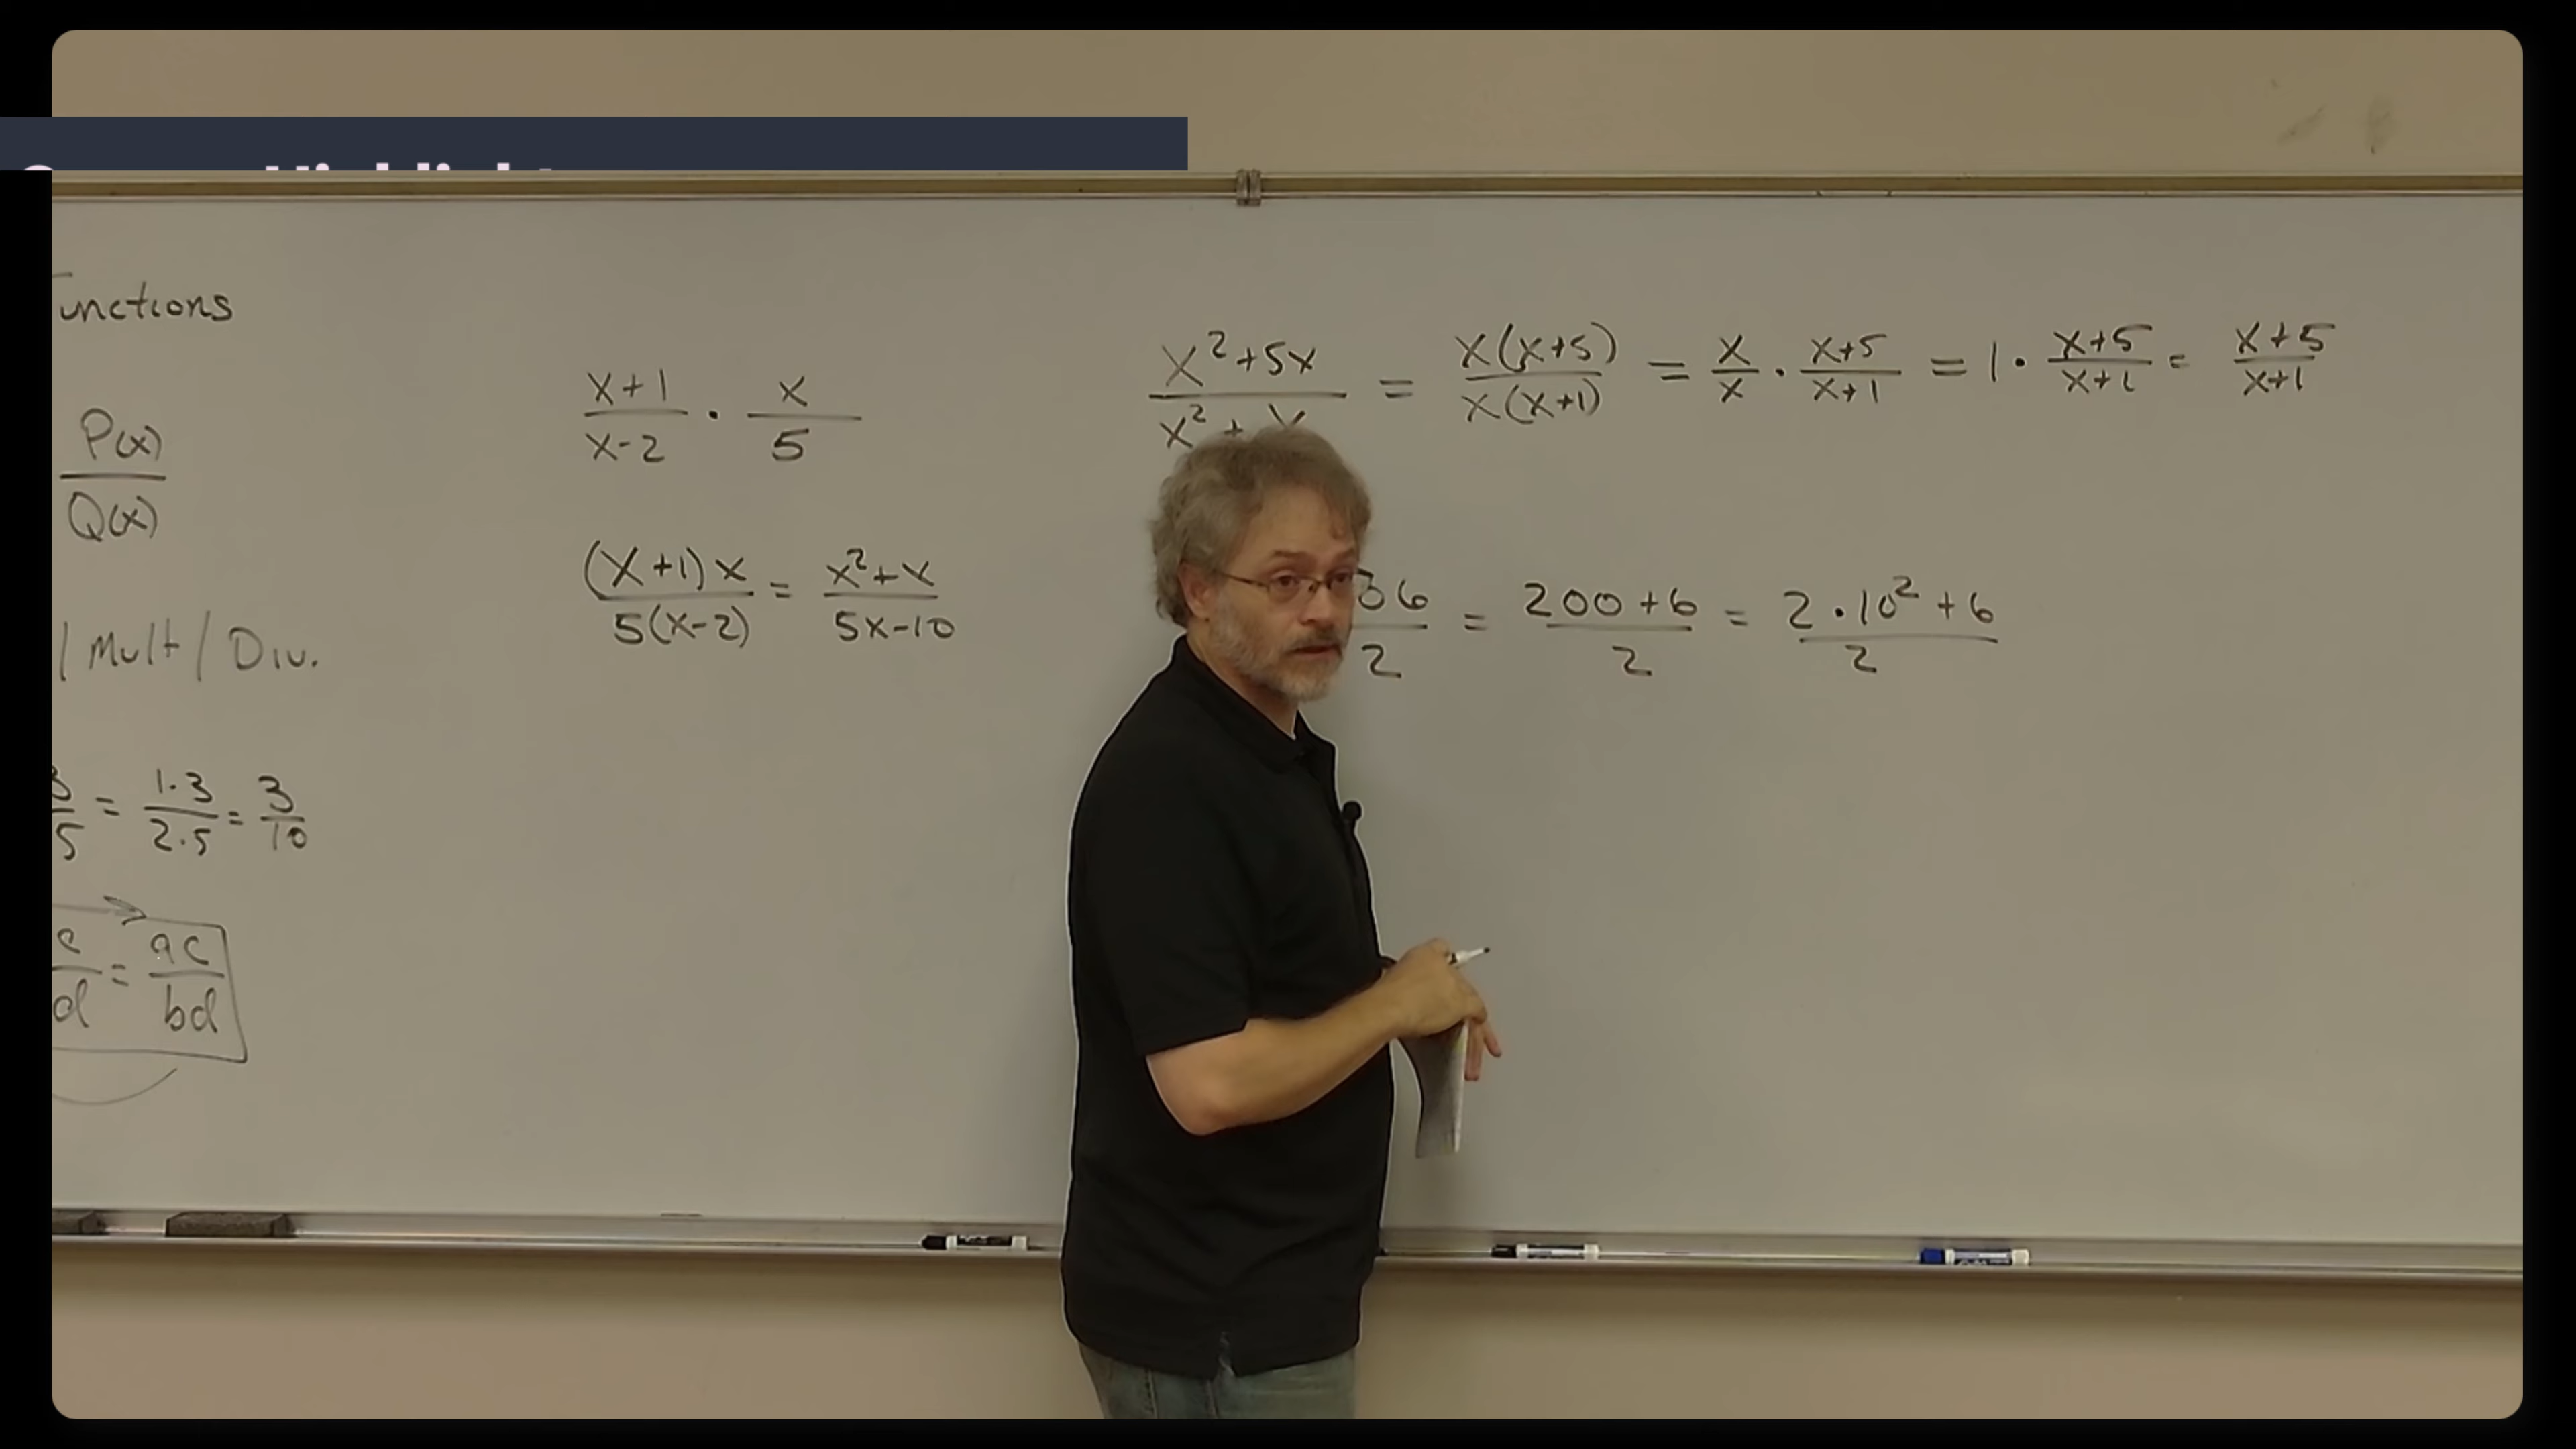 unctions
P(x)
Q(x)
/ Mult / Div.
5 = 1·3 / 2·5 = 3/10
c/d = ac/bd
x+1 / x-2 · x / 5
(x+1)x / 5(x-2) = x²+x / 5x-10
x²+5x / x²+x = x(x+5) / x(x+1) = x/x · x+5 / x+1 = 1 · x+5 / x+1 = x+5 / x+1
06 / 2 = 200+6 / 2 = 2·10²+6 / 2